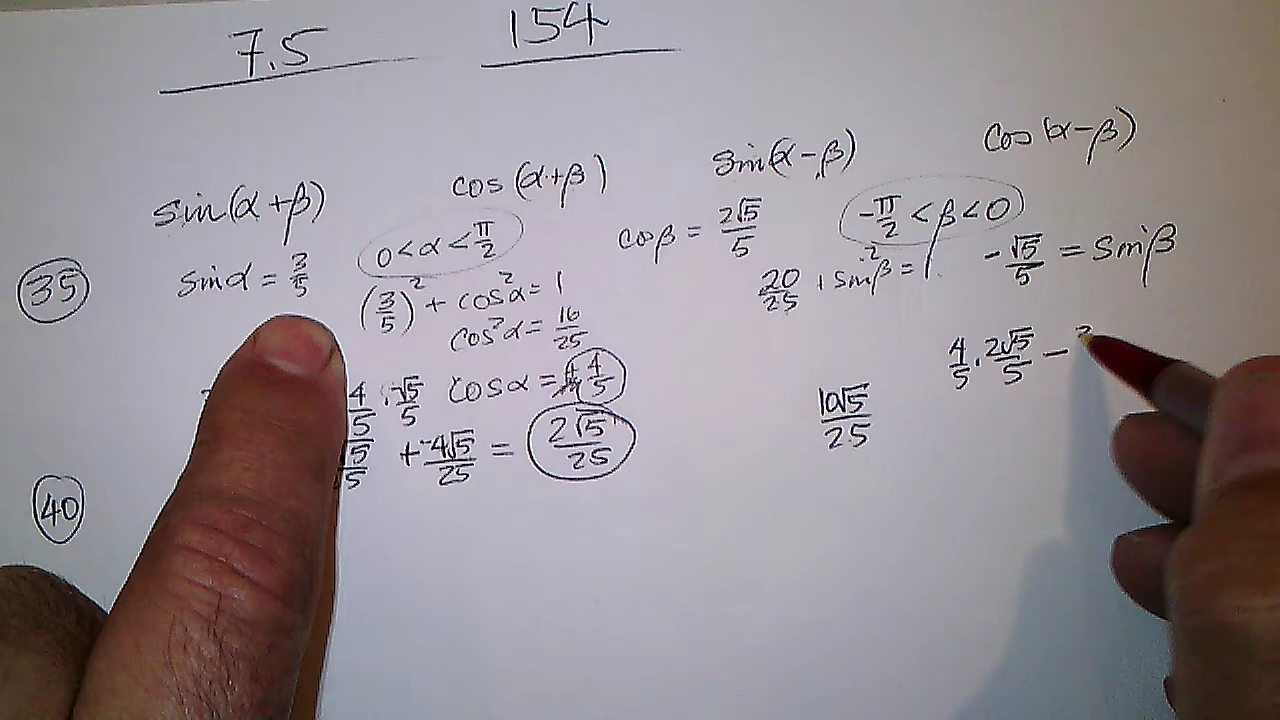 7.5 154
sin(α+β) cos(α+β) sin(α-β) cos(α-β)
35 sinα = 3/5 0<α<π/2 cosβ = 2√5/5 -π/2<β<0
(3/5)² + cos²α = 1 20/25 + sin²β = 1 -√5/5 = sinβ
cos²α = 16/25
4/5 · -√5/5 cosα = 4/5 10√5/25 4/5 · 2√5/5 -
+ -4√5/25 = 2√5/25
40